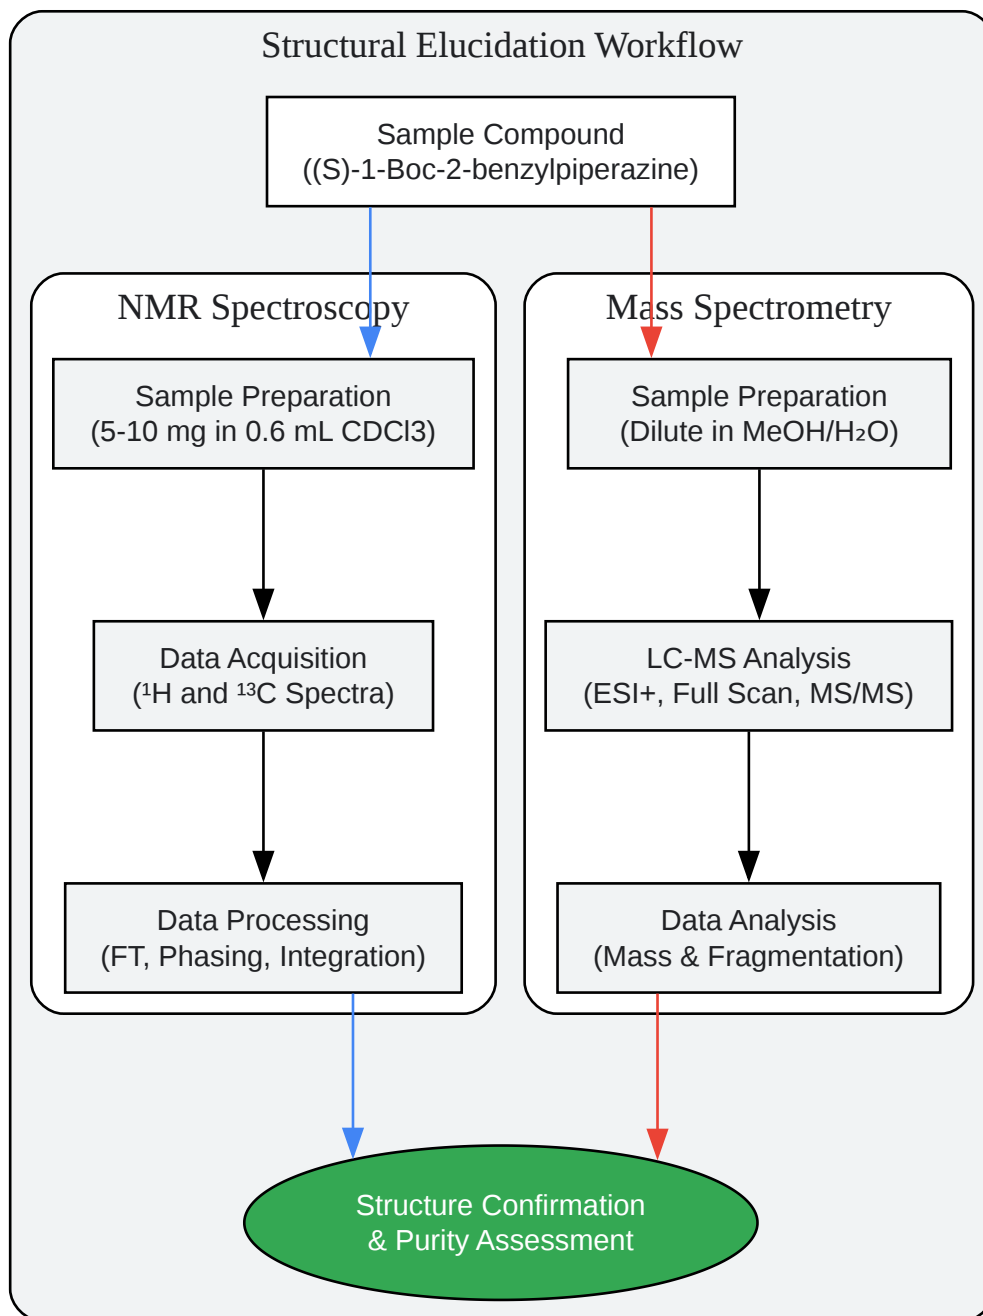 Structural Elucidation Workflow
Sample Compound
((S)-1-Boc-2-benzylpiperazine)
NMR Spectroscopy
Sample Preparation
(5-10 mg in 0.6 mL CDCl3)
Data Acquisition
(¹H and ¹³C Spectra)
Data Processing
(FT, Phasing, Integration)
Mass Spectrometry
Sample Preparation
(Dilute in MeOH/H₂O)
LC-MS Analysis
(ESI+, Full Scan, MS/MS)
Data Analysis
(Mass & Fragmentation)
Structure Confirmation
& Purity Assessment